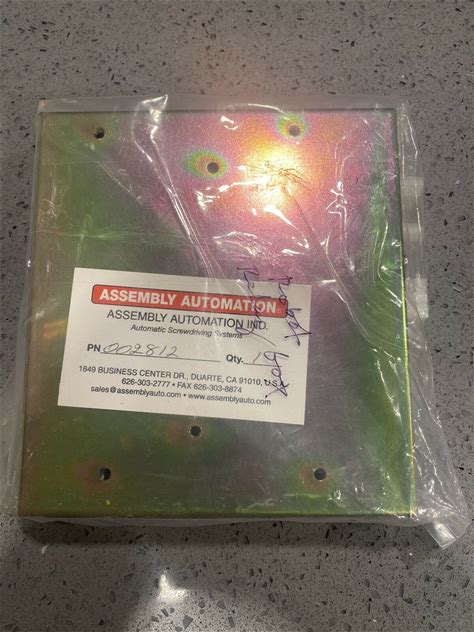 ASSEMBLY AUTOMATION
ASSEMBLY AUTOMATION IND.
Automatic Screwdriving Systems
PN 002812 Qty. 1
1849 BUSINESS CENTER DR., DUARTE, CA 91010, U.S.A
626-303-2777 • FAX 626-303-8874
sales@assemblyauto.com • www.assemblyauto.com
box